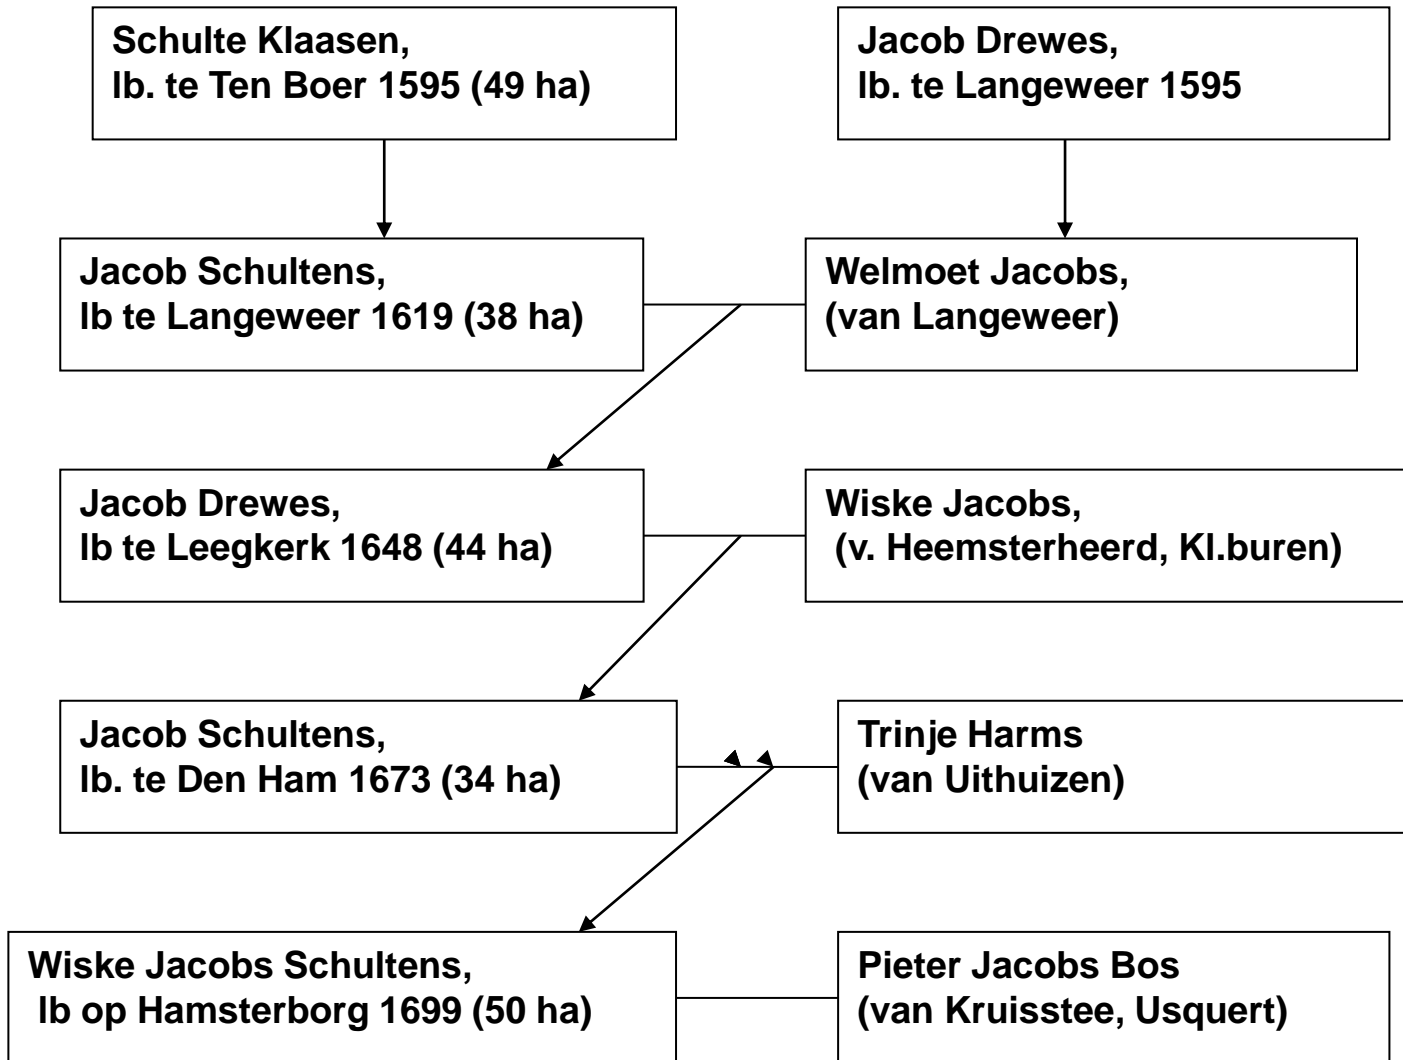 Schulte Klaasen,
lb. te Ten Boer 1595 (49 ha)
Jacob Drewes,
lb. te Langeweer 1595
Jacob Schultens,
lb te Langeweer 1619 (38 ha)
Welmoet Jacobs,
(van Langeweer)
Jacob Drewes,
lb te Leegkerk 1648 (44 ha)
Wiske Jacobs,
(v. Heemsterheerd, Kl.buren)
Jacob Schultens,
lb. te Den Ham 1673 (34 ha)
Trinje Harms
(van Uithuizen)
Wiske Jacobs Schultens,
lb op Hamsterborg 1699 (50 ha)
Pieter Jacobs Bos
(van Kruisstee, Usquert)